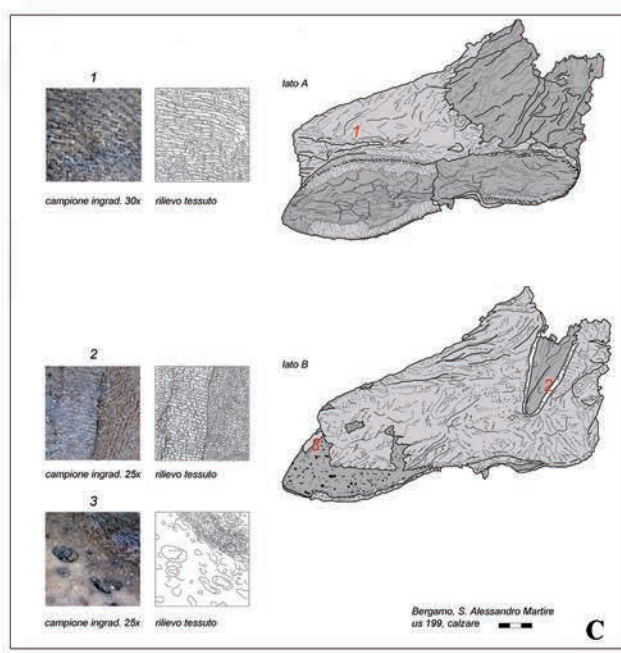 1
campione ingrad. 30x
rilievo tessuto
lato A
1
2
campione ingrad. 25x
rilievo tessuto
lato B
2
3
3
campione ingrad. 25x
rilievo tessuto
Bergamo, S. Alessandro Martire
us 199, calzare
C